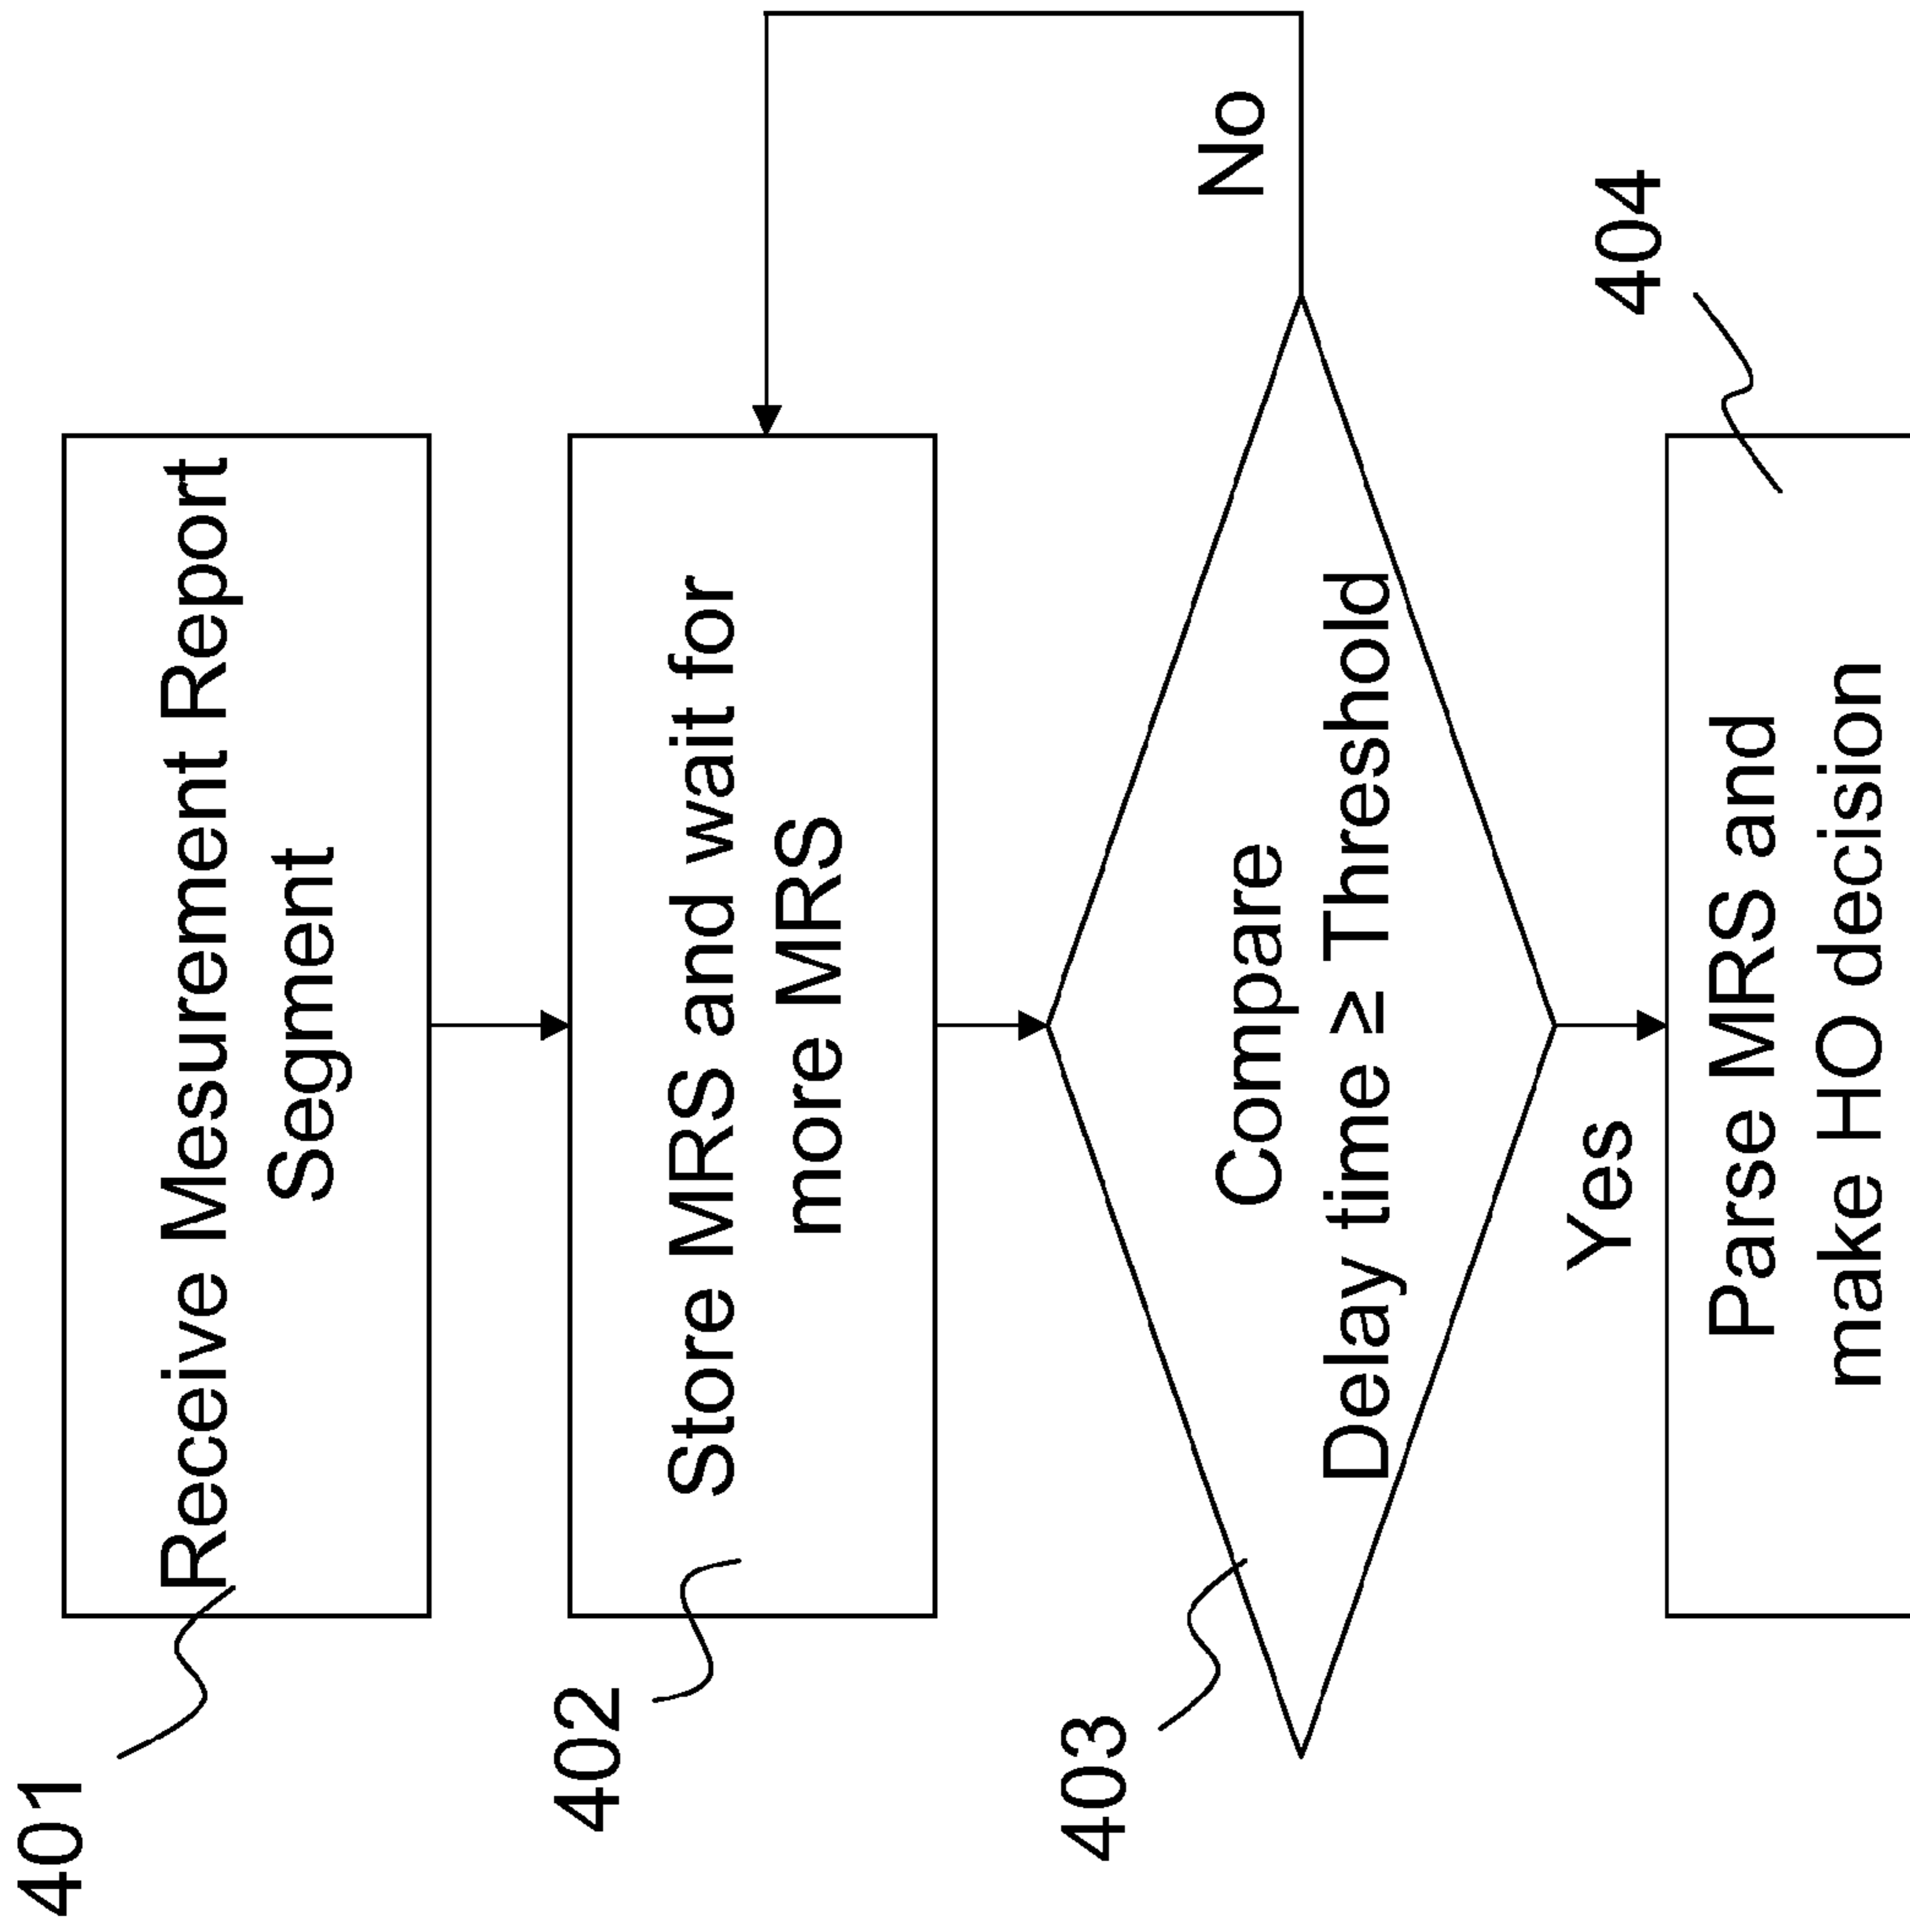 401
Receive Mesurement Report
Segment
402
Store MRS and wait for
more MRS
403
Compare
Delay time ≥ Threshold
No
Yes
404
Parse MRS and
make HO decision